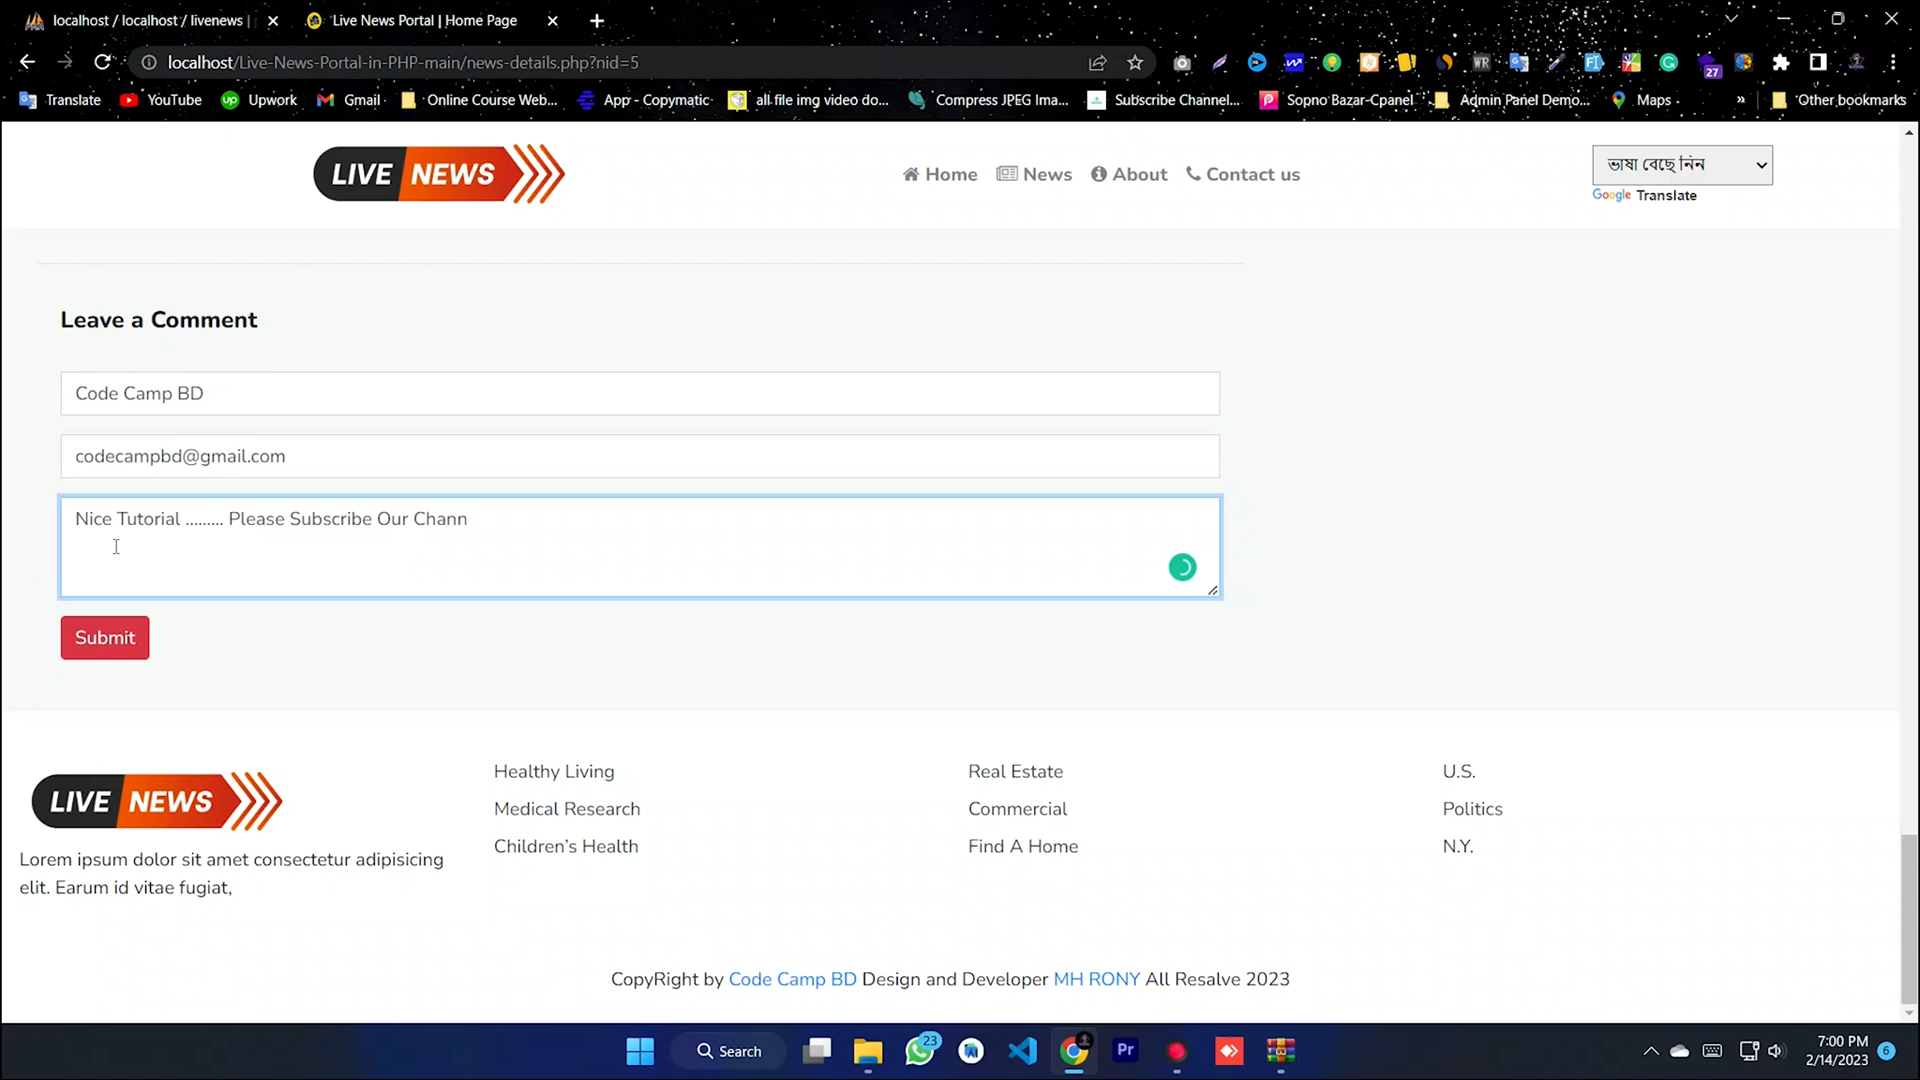 localhost / localhost / livenews |
Live News Portal | Home Page
localhost/Live-News-Portal-in-PHP-main/news-details.php?nid=5
27
Translate
YouTube
Upwork
Gmail
Online Course Web...
App - Copymatic
all file img video do...
Compress JPEG Ima...
Subscribe Channel...
Sopno Bazar-Cpanel
Admin Panel Demo...
Maps
»
Other bookmarks
LIVE NEWS
Home
News
About
Contact us
ভাষা বেছে নিন
Google Translate
Leave a Comment
Code Camp BD
codecampbd@gmail.com
Nice Tutorial ......... Please Subscribe Our Chann
Submit
LIVE NEWS
Lorem ipsum dolor sit amet consectetur adipisicing
elit. Earum id vitae fugiat,
Healthy Living
Medical Research
Children’s Health
Real Estate
Commercial
Find A Home
U.S.
Politics
N.Y.
CopyRight by Code Camp BD Design and Developer MH RONY All Resalve 2023
Search
23
Pr
7:00 PM
2/14/2023
6